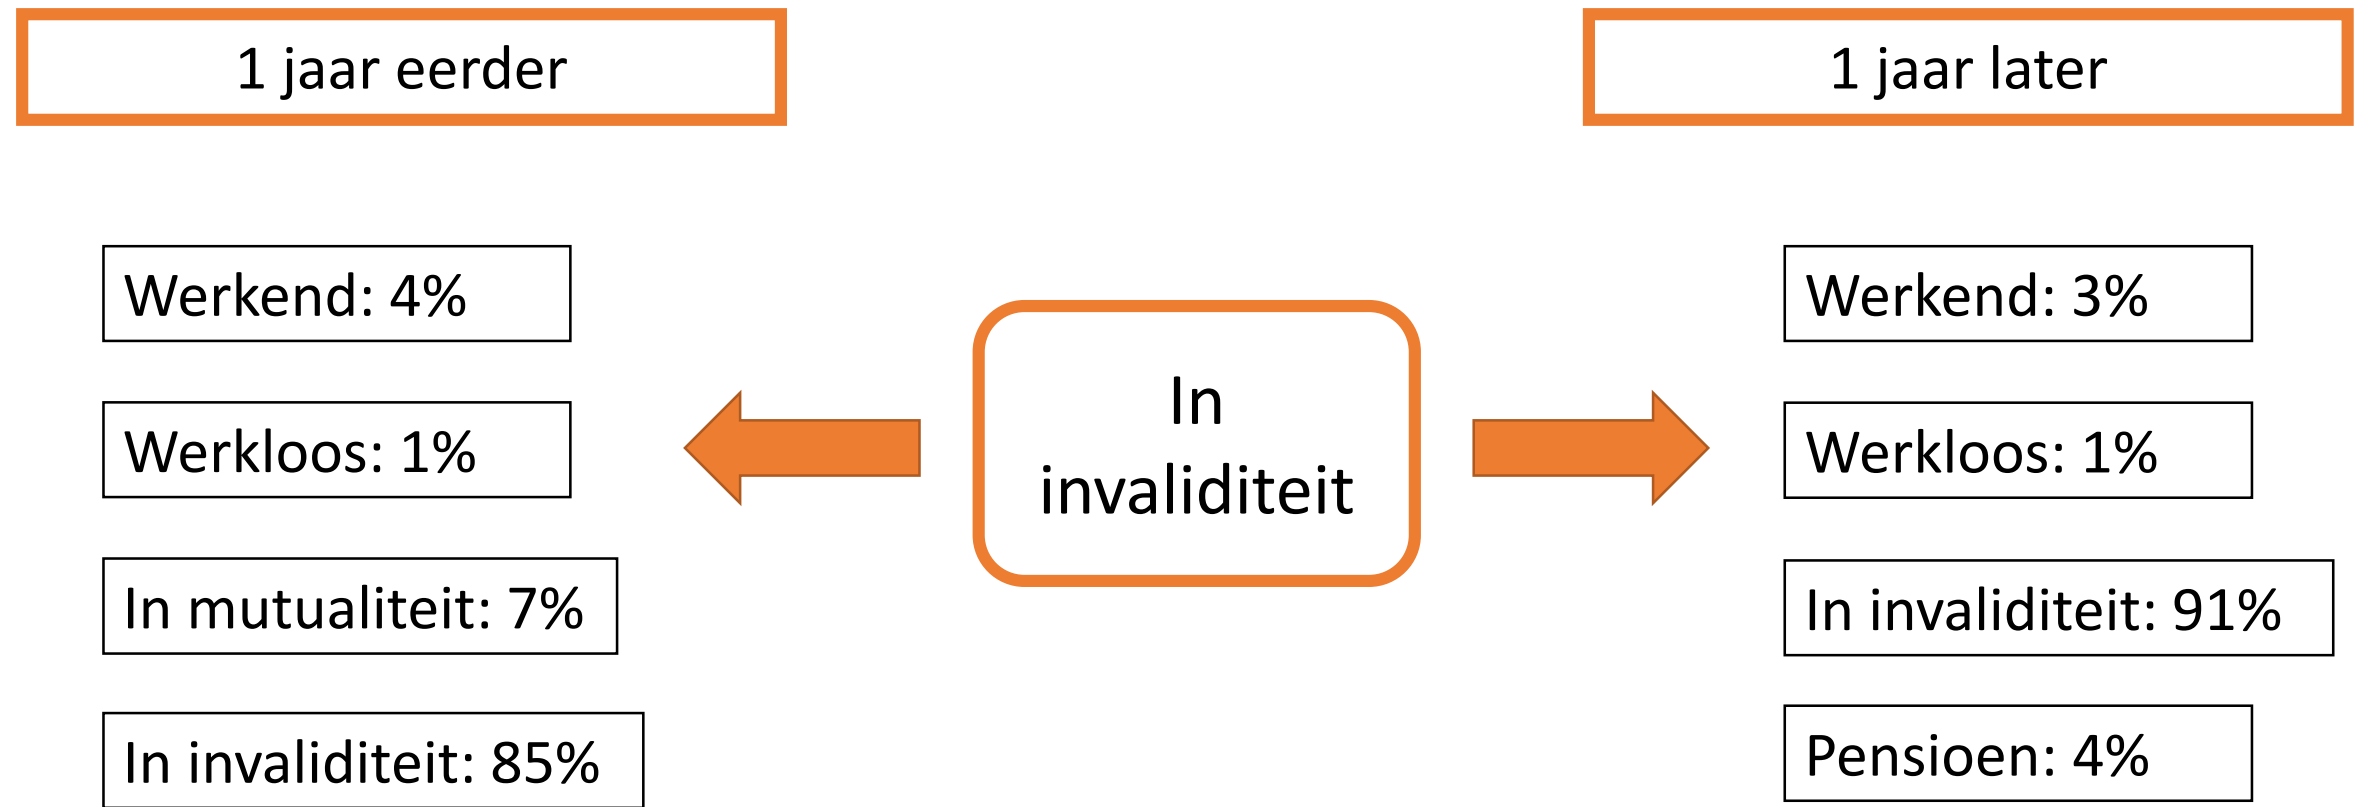 1 jaar eerder
1 jaar later
Werkend: 4%
Werkloos: 1%
In mutualiteit: 7%
In invaliditeit: 85%
In
invaliditeit
Werkend: 3%
Werkloos: 1%
In invaliditeit: 91%
Pensioen: 4%